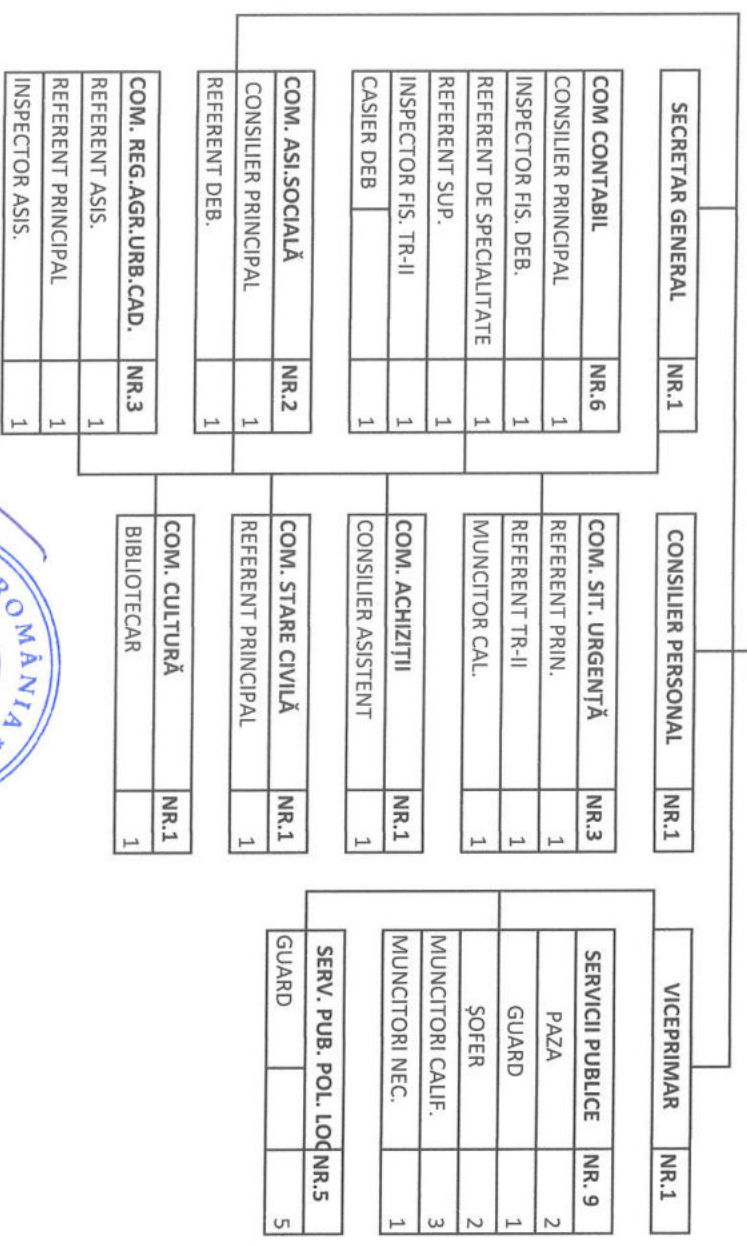 SECRETAR GENERAL NR.1
COM CONTABIL NR.6
CONSILIER PRINCIPAL 1
INSPECTOR FIS. DEB. 1
REFERENT DE SPECIALITATE 1
REFERENT SUP. 1
INSPECTOR FIS. TR-II 1
CASIER DEB 1
COM. ASI.SOCIALĂ NR.2
CONSILIER PRINCIPAL 1
REFERENT DEB. 1
COM. REG.AGR.URB.CAD. NR.3
REFERENT ASIS. 1
REFERENT PRINCIPAL 1
INSPECTOR ASIS. 1
CONSILIER PERSONAL NR.1
COM. SIT. URGENȚĂ NR.3
REFERENT PRIN. 1
REFERENT TR-II 1
MUNCITOR CAL. 1
COM. ACHIZIȚII NR.1
CONSILIER ASISTENT 1
COM. STARE CIVILĂ NR.1
REFERENT PRINCIPAL 1
COM. CULTURĂ NR.1
BIBLIOTECAR 1
VICEPRIMAR NR.1
SERVICII PUBLICE NR. 9
PAZA 2
GUARD 1
ȘOFER 2
MUNCITORI CALIF. 3
MUNCITORI NEC. 1
SERV. PUB. POL. LOC NR.5
GUARD 5
ROMÂNIA *